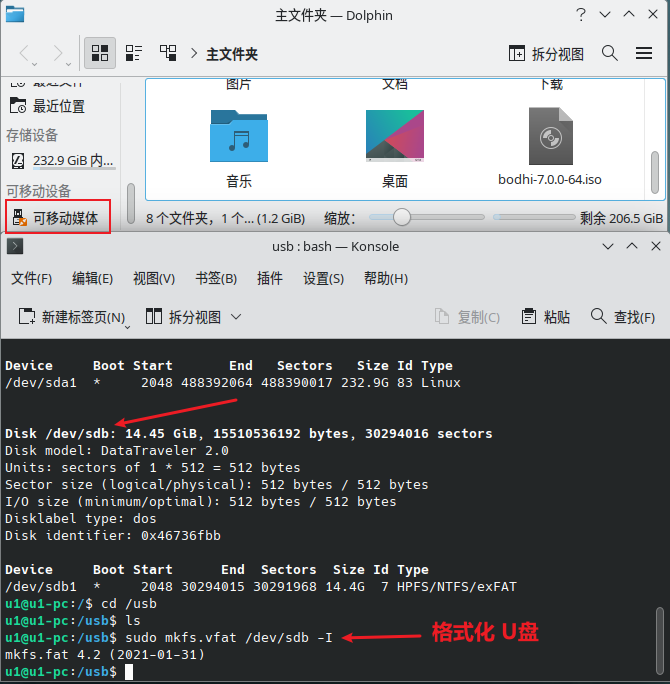 主文件夹 — Dolphin
主文件夹
拆分视图
最近文件
最近位置
存储设备
232.9 GiB 内...
可移动设备
可移动媒体
图片
文档
下载
音乐
桌面
bodhi-7.0.0-64.iso
8 个文件夹，1 个... (1.2 GiB)
缩放：
剩余 206.5 GiB
usb : bash — Konsole
文件(F) 编辑(E) 视图(V) 书签(B) 插件 设置(S) 帮助(H)
新建标签页(N) 拆分视图 复制(C) 粘贴 查找(F)
Device     Boot Start       End   Sectors   Size Id Type
/dev/sda1  *     2048 488392064 488390017 232.9G 83 Linux
Disk /dev/sdb: 14.45 GiB, 15510536192 bytes, 30294016 sectors
Disk model: DataTraveler 2.0
Units: sectors of 1 * 512 = 512 bytes
Sector size (logical/physical): 512 bytes / 512 bytes
I/O size (minimum/optimal): 512 bytes / 512 bytes
Disklabel type: dos
Disk identifier: 0x46736fbb
Device     Boot Start      End  Sectors  Size Id Type
/dev/sdb1  *     2048 30294015 30291968 14.4G  7 HPFS/NTFS/exFAT
u1@u1-pc:/$ cd /usb
u1@u1-pc:/usb$ ls
u1@u1-pc:/usb$ sudo mkfs.vfat /dev/sdb -I
格式化 U盘
mkfs.fat 4.2 (2021-01-31)
u1@u1-pc:/usb$